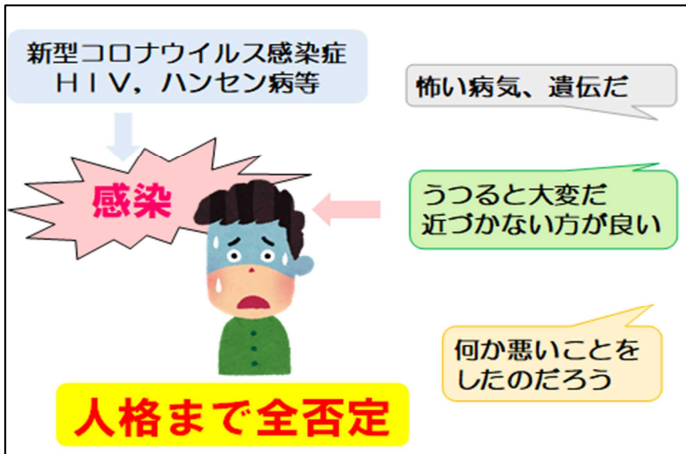 新型コロナウイルス感染症
ＨＩＶ，ハンセン病等
感染
怖い病気、遺伝だ
うつると大変だ
近づかない方が良い
何か悪いことを
したのだろう
人格まで全否定